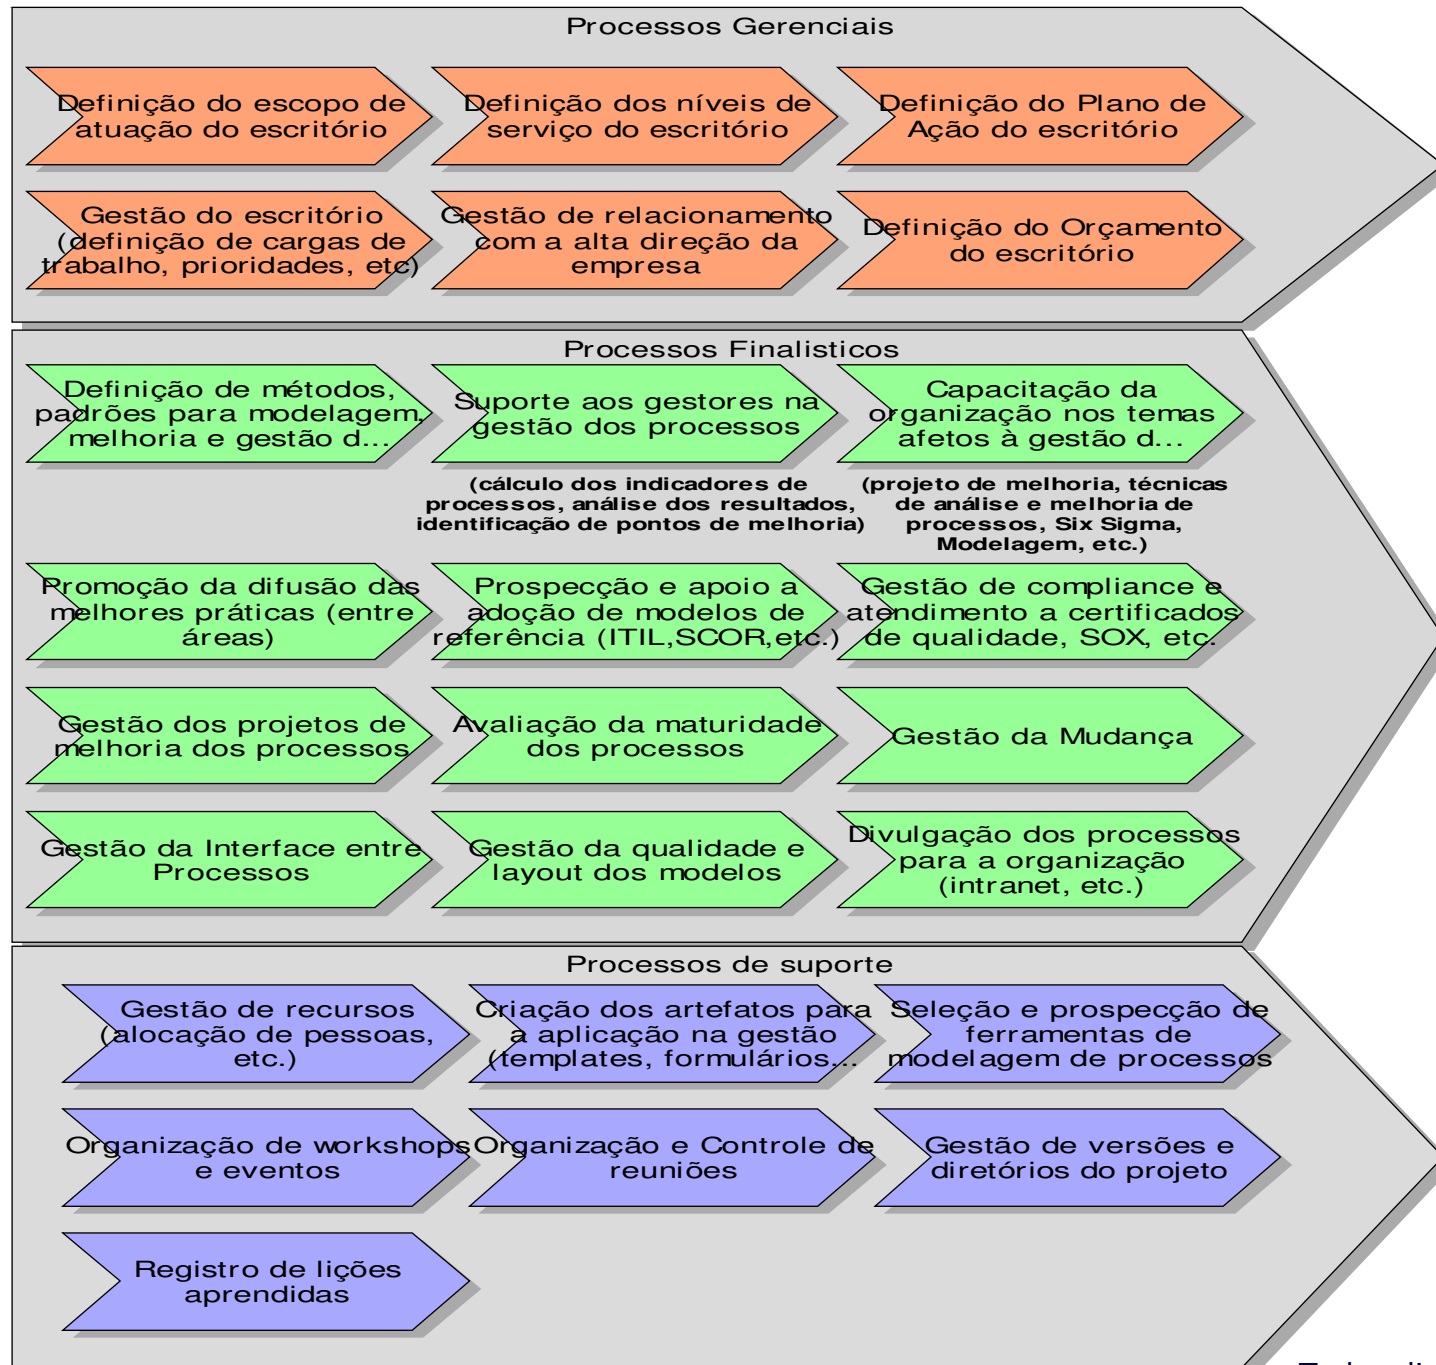 Processos Gerenciais
Definição do escopo de
atuação do escritório
Definição dos níveis de
serviço do escritório
Definição do Plano de
Ação do escritório
Gestão do escritório
(definição de cargas de
trabalho, prioridades, etc)
Gestão de relacionamento
com a alta direção da
empresa
Definição do Orçamento
do escritório
Processos Finalisticos
Definição de métodos,
padrões para modelagem,
melhoria e gestão d...
Suporte aos gestores na
gestão dos processos
Capacitação da
organização nos temas
afetos à gestão d...
(cálculo dos indicadores de
processos, análise dos resultados,
identificação de pontos de melhoria)
(projeto de melhoria, técnicas
de análise e melhoria de
processos, Six Sigma,
Modelagem, etc.)
Promoção da difusão das
melhores práticas (entre
áreas)
Prospecção e apoio a
adoção de modelos de
referência (ITIL,SCOR,etc.)
Gestão de compliance e
atendimento a certificados
de qualidade, SOX, etc.
Gestão dos projetos de
melhoria dos processos
Avaliação da maturidade
dos processos
Gestão da Mudança
Gestão da Interface entre
Processos
Gestão da qualidade e
layout dos modelos
Divulgação dos processos
para a organização
(intranet, etc.)
Processos de suporte
Gestão de recursos
(alocação de pessoas,
etc.)
Criação dos artefatos para
a aplicação na gestão
(templates, formulários...
Seleção e prospecção de
ferramentas de
modelagem de processos
Organização de workshops
e eventos
Organização e Controle de
reuniões
Gestão de versões e
diretórios do projeto
Registro de lições
aprendidas